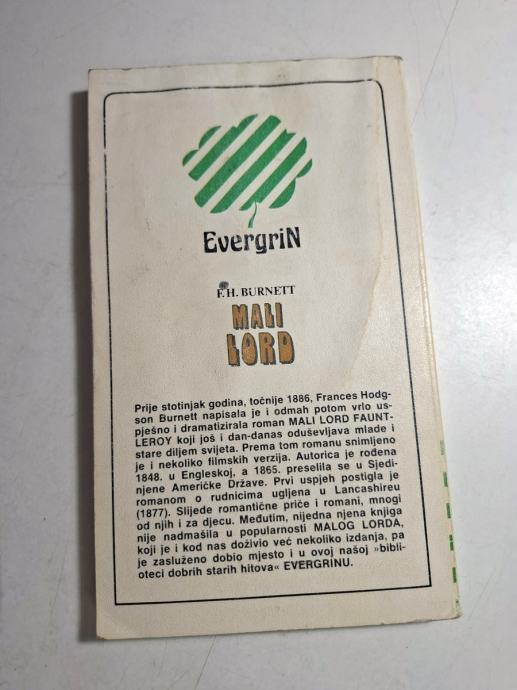 EvergriN
F.H. BURNETT
MALI
LORD
Prije stotinjak godina, točnije 1886, Frances Hodg-
son Burnett napisala je i odmah potom vrlo us-
pješno i dramatizirala roman MALI LORD FAUNT-
LEROY koji još i dan-danas oduševljava mlade i
stare diljem svijeta. Prema tom romanu snimljeno
je i nekoliko filmskih verzija. Autorica je rođena
1848. u Engleskoj, a 1865. preselila se u Sjedi-
njene Američke Države. Prvi uspjeh postigla je
romanom o rudnicima ugljena u Lancashireu
(1877). Slijede romantične priče i romani, mnogi
od njih i za djecu. Međutim, nijedna njena knjiga
nije nadmašila u popularnosti MALOG LORDA,
koji je i kod nas doživio već nekoliko izdanja, pa
je zasluženo dobio mjesto i u ovoj našoj »bibli-
oteci dobrih starih hitova« EVERGRINU.